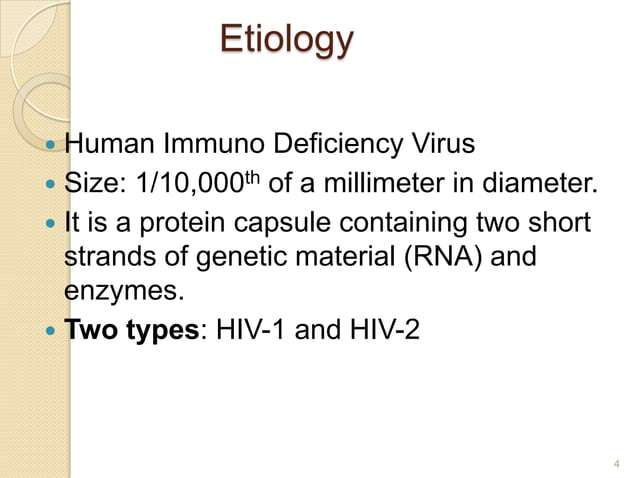 Etiology
• Human Immuno Deficiency Virus
• Size: 1/10,000th of a millimeter in diameter.
• It is a protein capsule containing two short
strands of genetic material (RNA) and
enzymes.
• Two types: HIV-1 and HIV-2
4